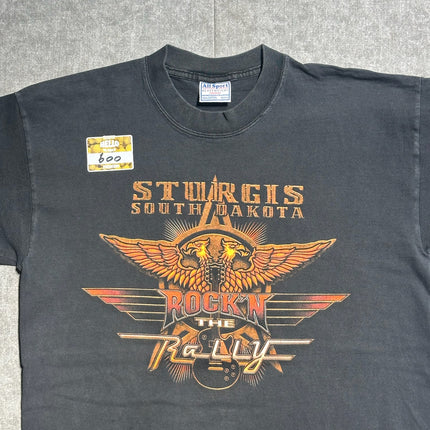 All Sport
600
STURGIS
SOUTH DAKOTA
ROCK'N
THE
Rally